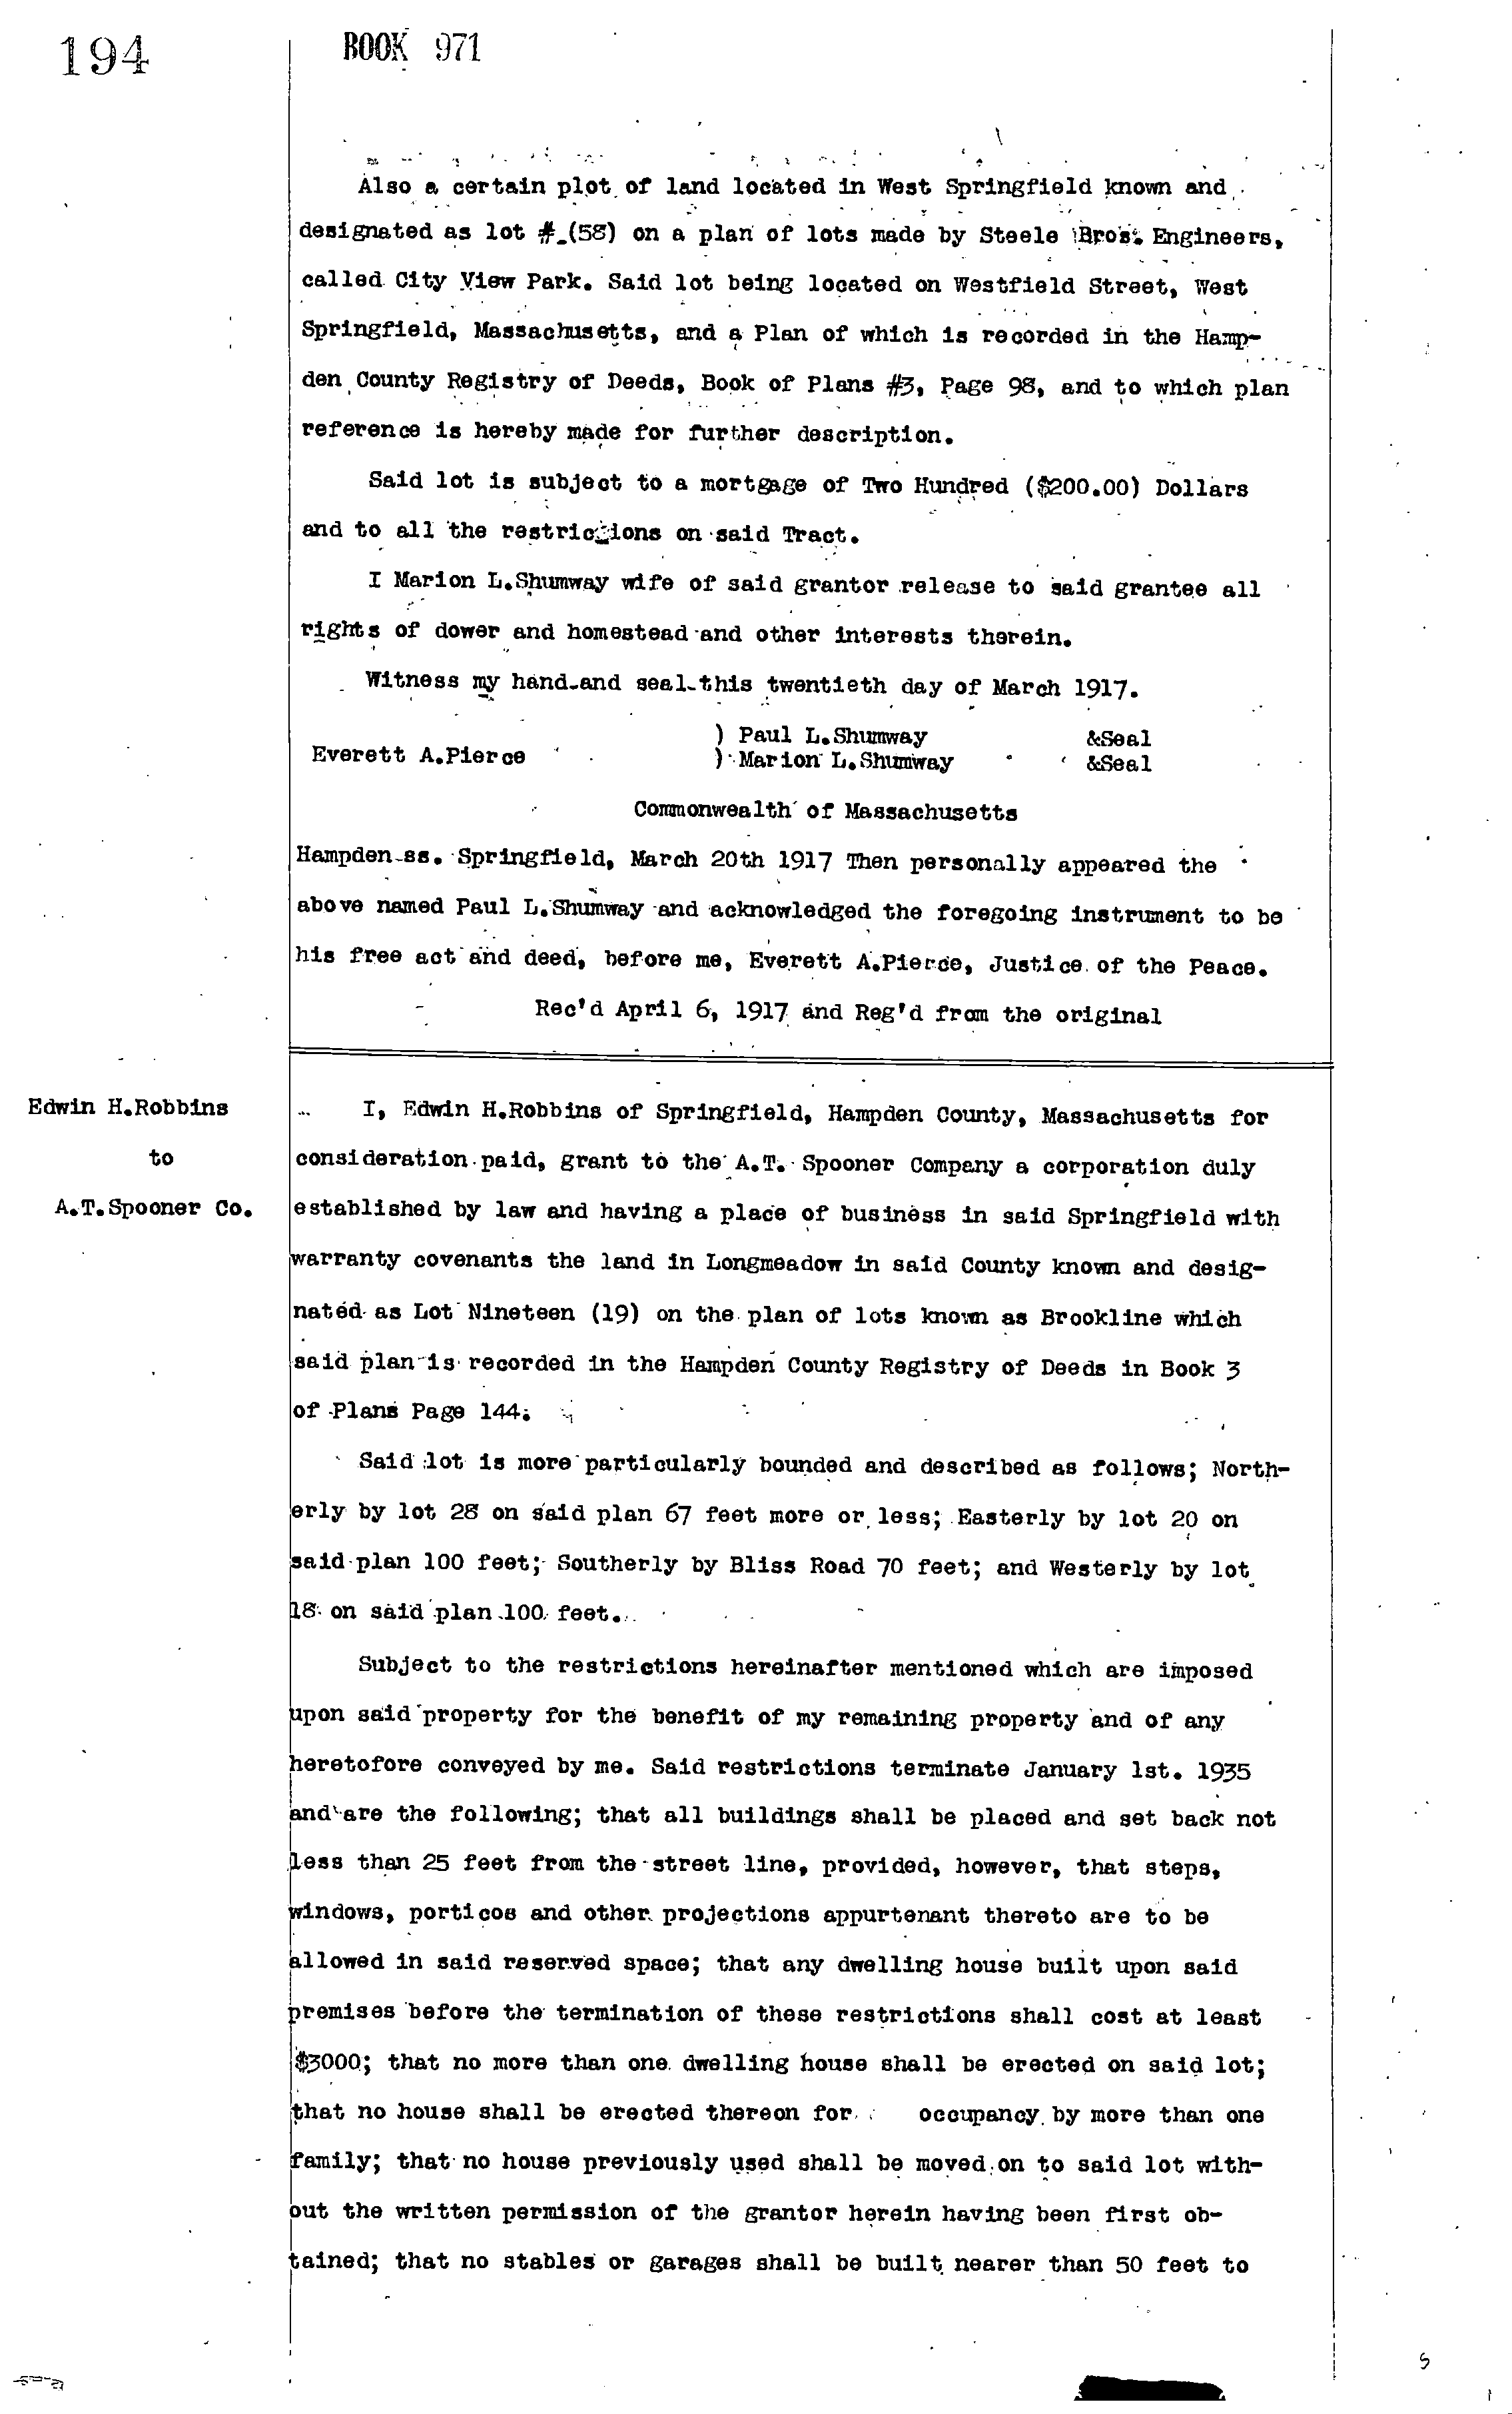 194
BOOK 971
Also a certain plot of land located in West Springfield known and
designated as lot # (58) on a plan of lots made by Steele Bros. Engineers,
called City View Park. Said lot being located on Westfield Street, West
Springfield, Massachusetts, and a Plan of which is recorded in the Hamp-
den County Registry of Deeds, Book of Plans #3, Page 98, and to which plan
reference is hereby made for further description.
Said lot is subject to a mortgage of Two Hundred ($200.00) Dollars
and to all the restrictions on said Tract.
I Marion L.Shumway wife of said grantor release to said grantee all
rights of dower and homestead and other interests therein.
Witness my hand and seal this twentieth day of March 1917.
) Paul L.Shumway &Seal
Everett A.Pierce ) Marion L.Shumway &Seal
Commonwealth of Massachusetts
Hampden ss. Springfield, March 20th 1917 Then personally appeared the
above named Paul L.Shumway and acknowledged the foregoing instrument to be
his free act and deed, before me, Everett A.Pierce, Justice of the Peace.
Rec'd April 6, 1917 and Reg'd from the original
Edwin H.Robbins
to
A.T.Spooner Co.
I, Edwin H.Robbins of Springfield, Hampden County, Massachusetts for
consideration paid, grant to the A.T. Spooner Company a corporation duly
established by law and having a place of business in said Springfield with
warranty covenants the land in Longmeadow in said County known and desig-
nated as Lot Nineteen (19) on the plan of lots known as Brookline which
said plan is recorded in the Hampden County Registry of Deeds in Book 3
of Plans Page 144.
Said lot is more particularly bounded and described as follows; North-
erly by lot 28 on said plan 67 feet more or less; Easterly by lot 20 on
said plan 100 feet; Southerly by Bliss Road 70 feet; and Westerly by lot
18 on said plan 100 feet.
Subject to the restrictions hereinafter mentioned which are imposed
upon said property for the benefit of my remaining property and of any
heretofore conveyed by me. Said restrictions terminate January 1st. 1935
and are the following; that all buildings shall be placed and set back not
less than 25 feet from the street line, provided, however, that steps,
windows, porticos and other projections appurtenant thereto are to be
allowed in said reserved space; that any dwelling house built upon said
premises before the termination of these restrictions shall cost at least
$3000; that no more than one dwelling house shall be erected on said lot;
that no house shall be erected thereon for occupancy by more than one
family; that no house previously used shall be moved on to said lot with-
out the written permission of the grantor herein having been first ob-
tained; that no stables or garages shall be built nearer than 50 feet to